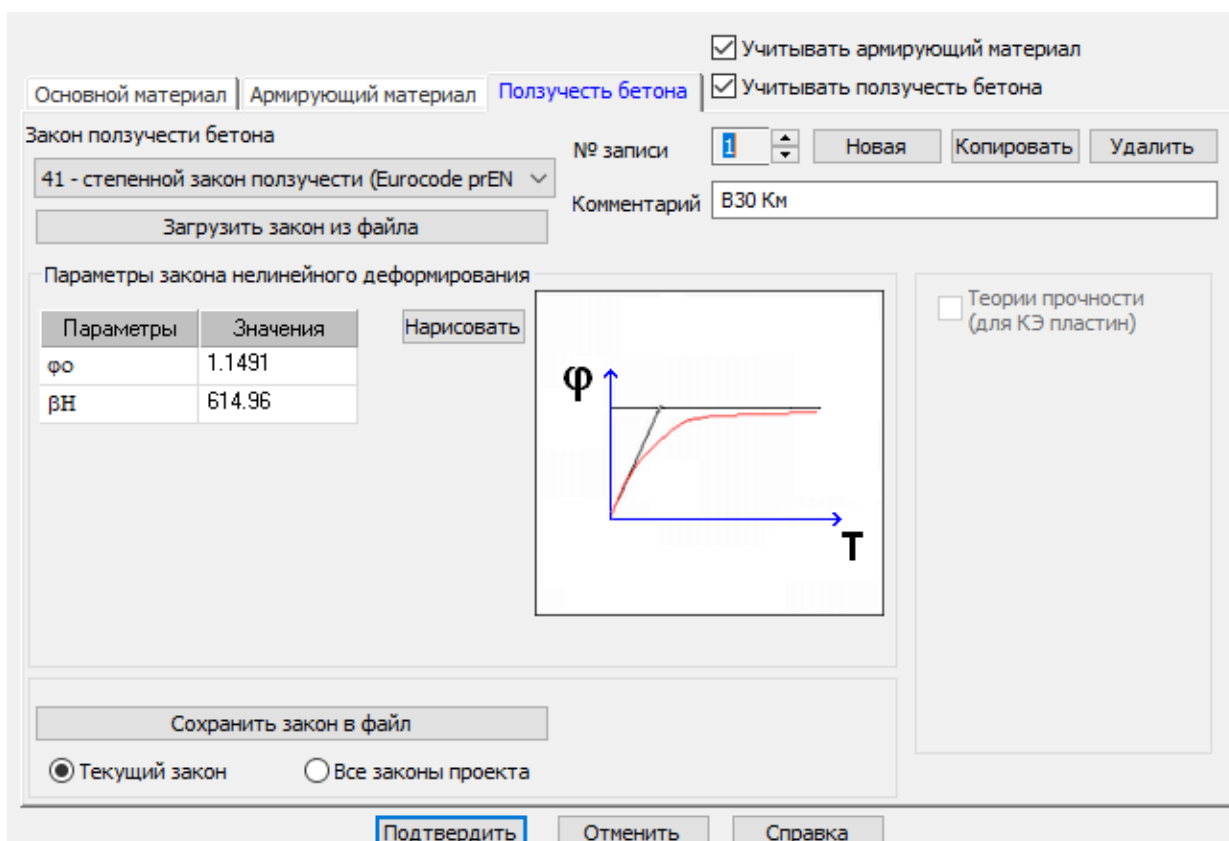 Учитывать армирующий материал
Основной материал Армирующий материал Ползучесть бетона Учитывать ползучесть бетона
Закон ползучести бетона
№ записи 1 Новая Копировать Удалить
41 - степенной закон ползучести (Eurocode prEN
Комментарий В30 Км
Загрузить закон из файла
Параметры закона нелинейного деформирования
Теории прочности
(для КЭ пластин)
Параметры Значения Нарисовать
φо 1.1491
βН 614.96
φ
T
Сохранить закон в файл
Текущий закон Все законы проекта
Подтвердить Отменить Справка